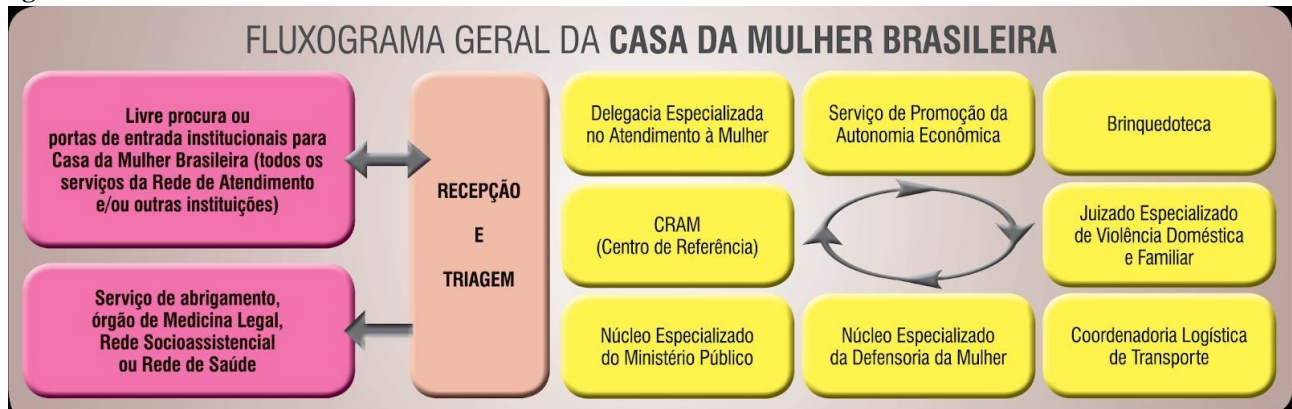 FLUXOGRAMA GERAL DA CASA DA MULHER BRASILEIRA
Livre procura ou
portas de entrada institucionais para
Casa da Mulher Brasileira (todos os
serviços da Rede de Atendimento
e/ou outras instituições)
Serviço de abrigamento,
órgão de Medicina Legal,
Rede Socioassistencial
ou Rede de Saúde
RECEPÇÃO
E
TRIAGEM
Delegacia Especializada
no Atendimento à Mulher
Serviço de Promoção da
Autonomia Econômica
Brinquedoteca
CRAM
(Centro de Referência)
Juizado Especializado
de Violência Doméstica
e Familiar
Núcleo Especializado
do Ministério Público
Núcleo Especializado
da Defensoria da Mulher
Coordenadoria Logística
de Transporte